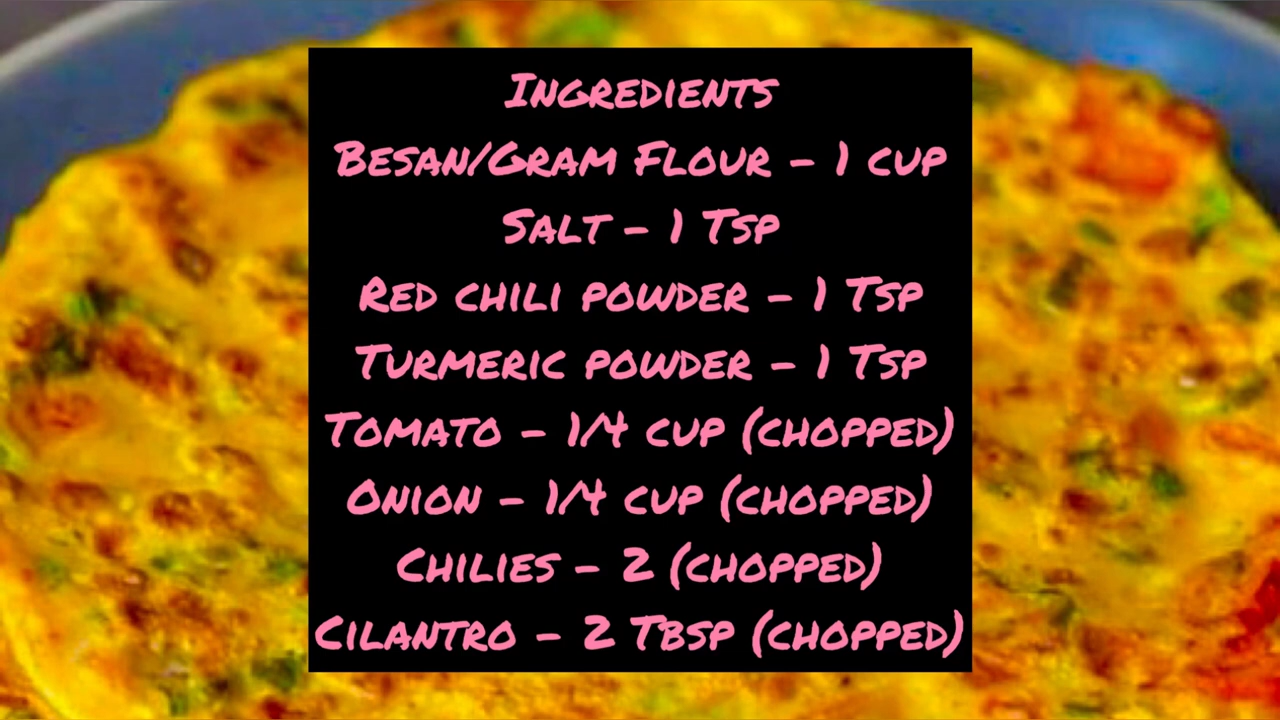 Ingredients
Besan/Gram Flour - 1 cup
Salt - 1 Tsp
Red chili powder - 1 Tsp
Turmeric powder - 1 Tsp
Tomato - 1/4 cup (chopped)
Onion - 1/4 cup (chopped)
Chilies - 2 (chopped)
Cilantro - 2 Tbsp (chopped)